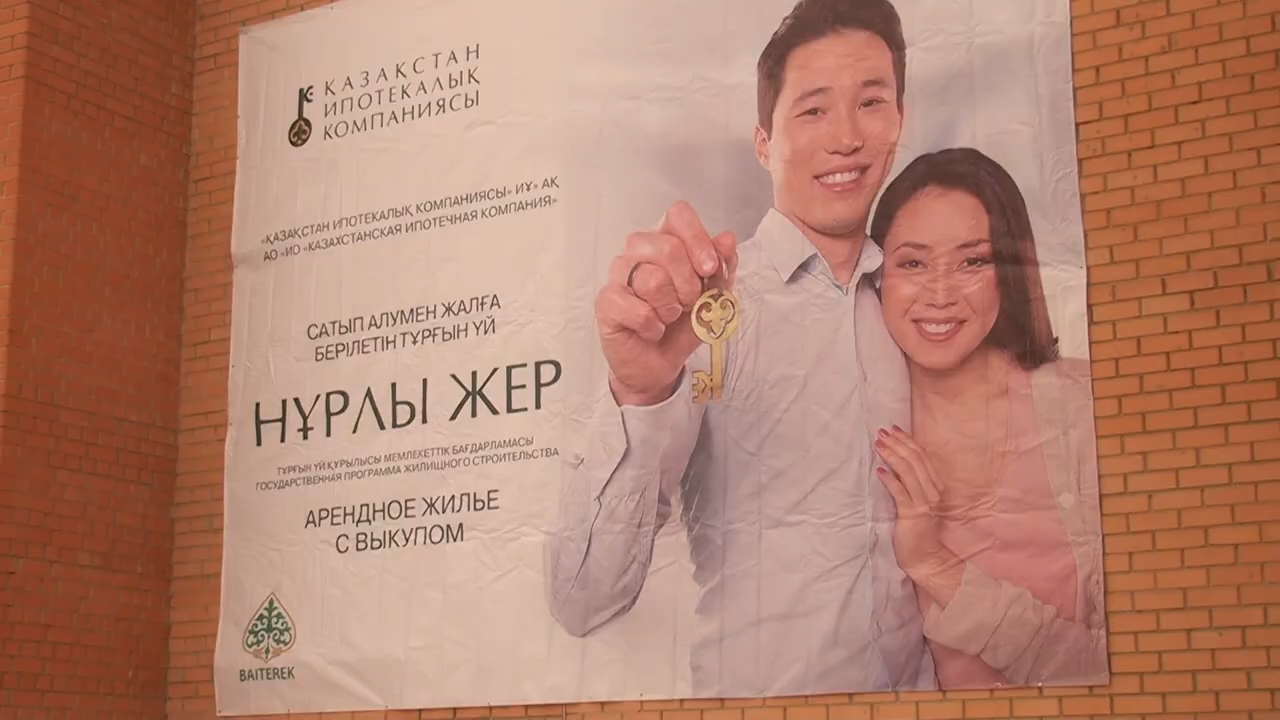 ҚАЗАҚСТАН
ИПОТЕКАЛЫҚ
КОМПАНИЯСЫ
«ҚАЗАҚСТАН ИПОТЕКАЛЫҚ КОМПАНИЯСЫ» ИҰ» АҚ
АО «ИО «КАЗАХСТАНСКАЯ ИПОТЕЧНАЯ КОМПАНИЯ»
САТЫП АЛУМЕН ЖАЛҒА
БЕРІЛЕТІН ТҰРҒЫН ҮЙ
НҰРЛЫ ЖЕР
ТҰРҒЫН ҮЙ ҚҰРЫЛЫСЫ МЕМЛЕКЕТТІК БАҒДАРЛАМАСЫ
ГОСУДАРСТВЕННАЯ ПРОГРАММА ЖИЛИЩНОГО СТРОИТЕЛЬСТВА
АРЕНДНОЕ ЖИЛЬЕ
С ВЫКУПОМ
BAITEREK